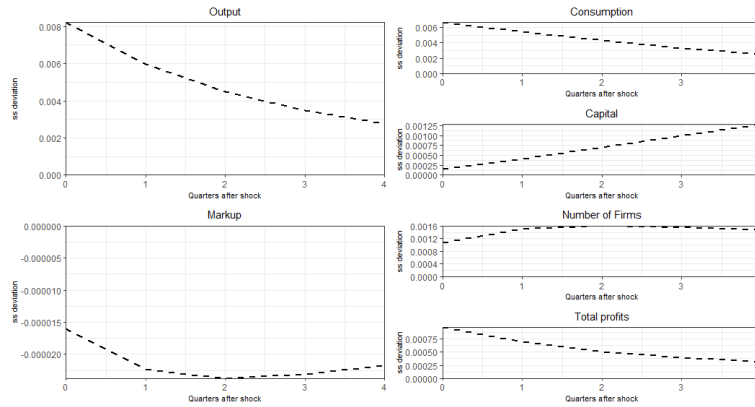 Output
ss deviation
0.008
0.006
0.004
0.002
0.000
0 1 2 3 4
Quarters after shock
Markup
ss deviation
0.000000
-0.000005
-0.000010
-0.000015
-0.000020
0 1 2 3 4
Quarters after shock
Consumption
ss deviation
0.006
0.004
0.002
0.000
0 1 2 3
Quarters after shock
Capital
ss deviation
0.00125
0.00100
0.00075
0.00050
0.00025
0.00000
0 1 2 3
Quarters after shock
Number of Firms
ss deviation
0.0016
0.0012
0.0008
0.0004
0.0000
0 1 2 3
Quarters after shock
Total profits
ss deviation
0.00075
0.00050
0.00025
0.00000
0 1 2 3
Quarters after shock